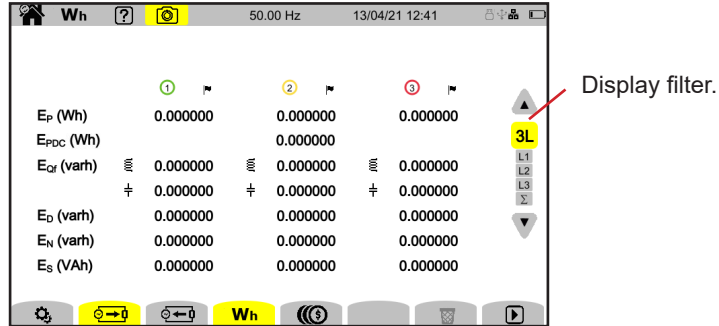 Wh ? 50.00 Hz 13/04/21 12:41
1 2 3
Display filter.
EP (Wh) 0.000000 0.000000 0.000000
3L
EPDC (Wh) 0.000000
L1
EQf (varh) 0.000000 0.000000 0.000000
L2
L3
0.000000 0.000000 0.000000
Σ
ED (varh) 0.000000 0.000000 0.000000
EN (varh) 0.000000 0.000000 0.000000
ES (VAh) 0.000000 0.000000 0.000000
Wh $